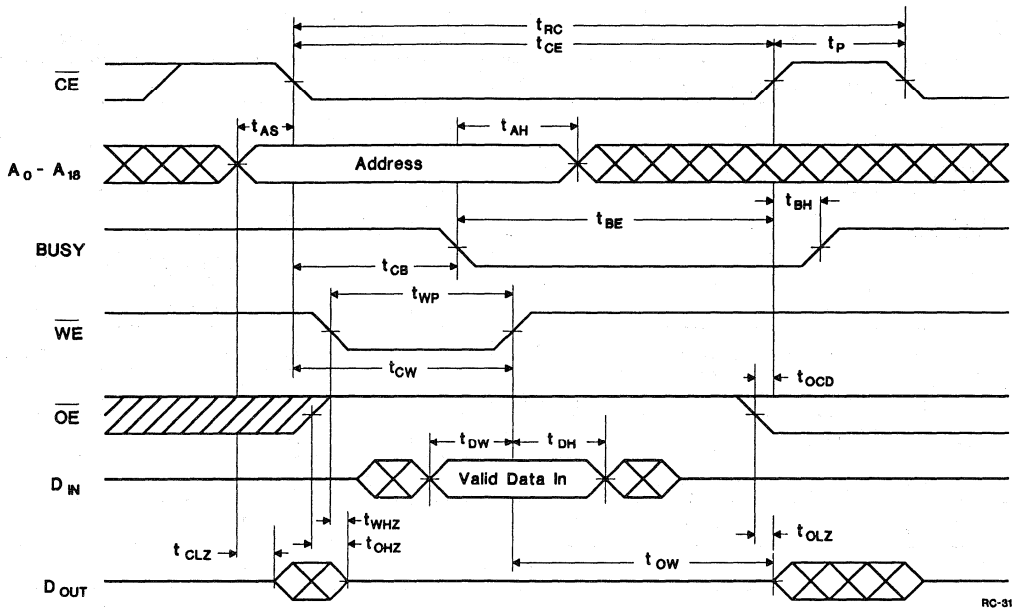 tRC
tCE
tP
CE
tAS
tAH
A0 - A18
Address
tBE
tBH
BUSY
tCB
tWP
WE
tCW
tOCD
OE
tDW
tDH
DIN
Valid Data In
tWHZ
tCLZ
tOHZ
tOLZ
tOW
DOUT
RC-31